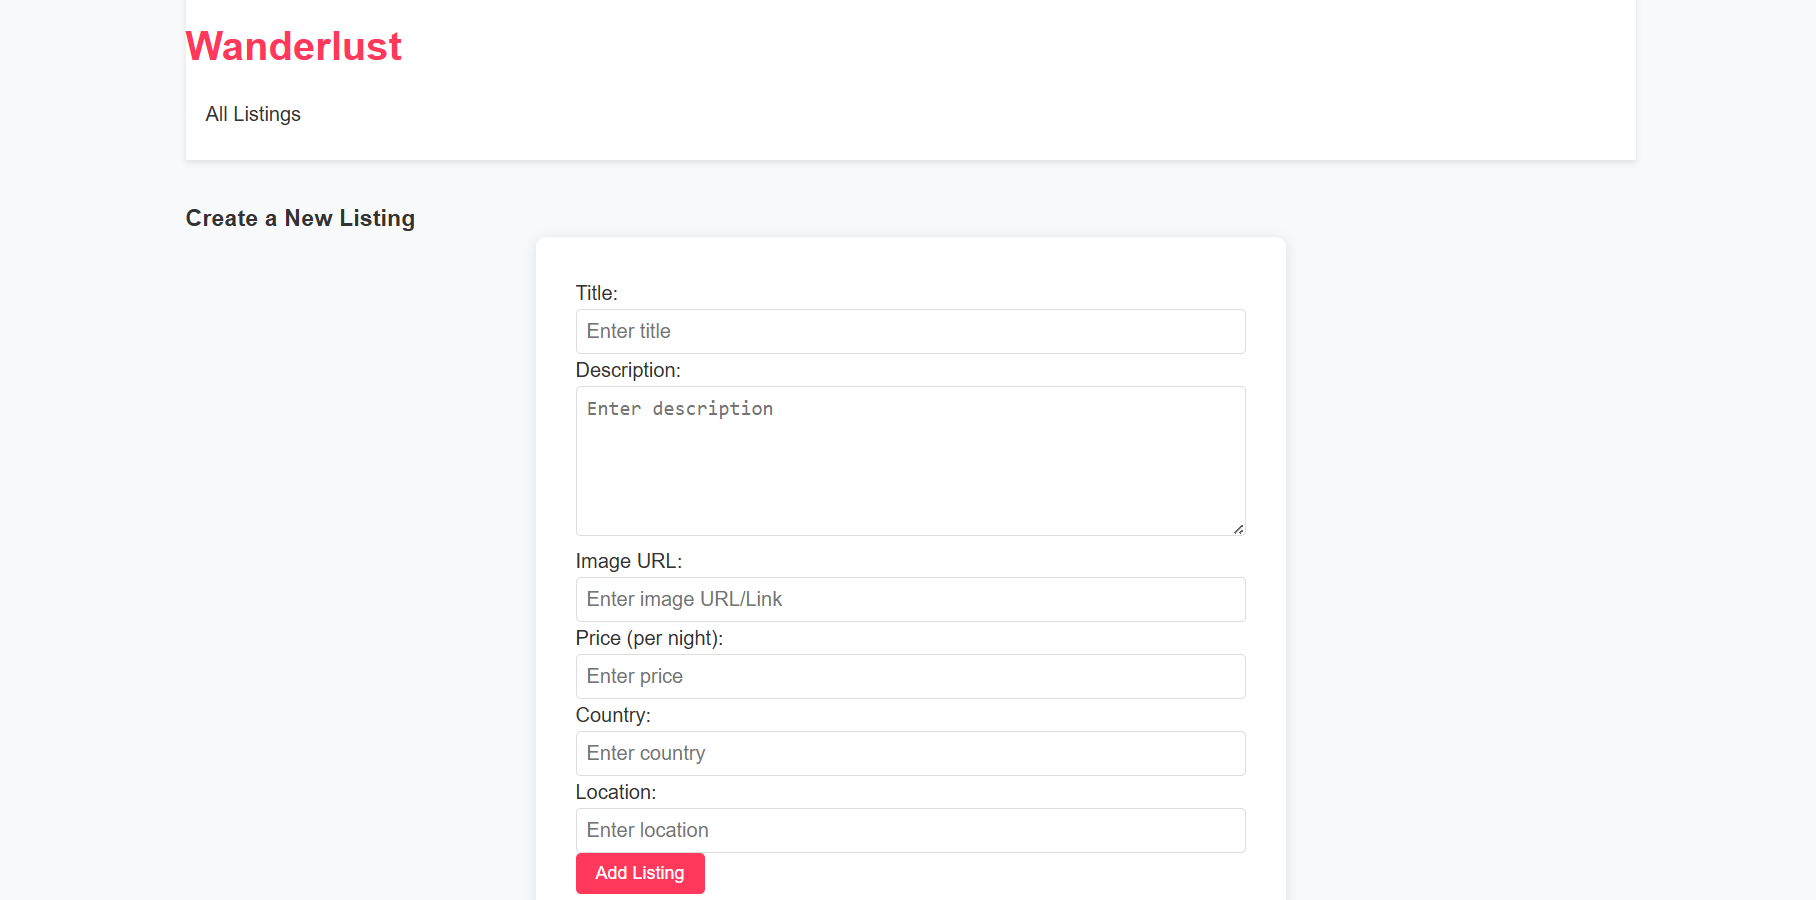 Wanderlust
All Listings
Create a New Listing
Title:
Enter title
Description:
Enter description
Image URL:
Enter image URL/Link
Price (per night):
Enter price
Country:
Enter country
Location:
Enter location
Add Listing